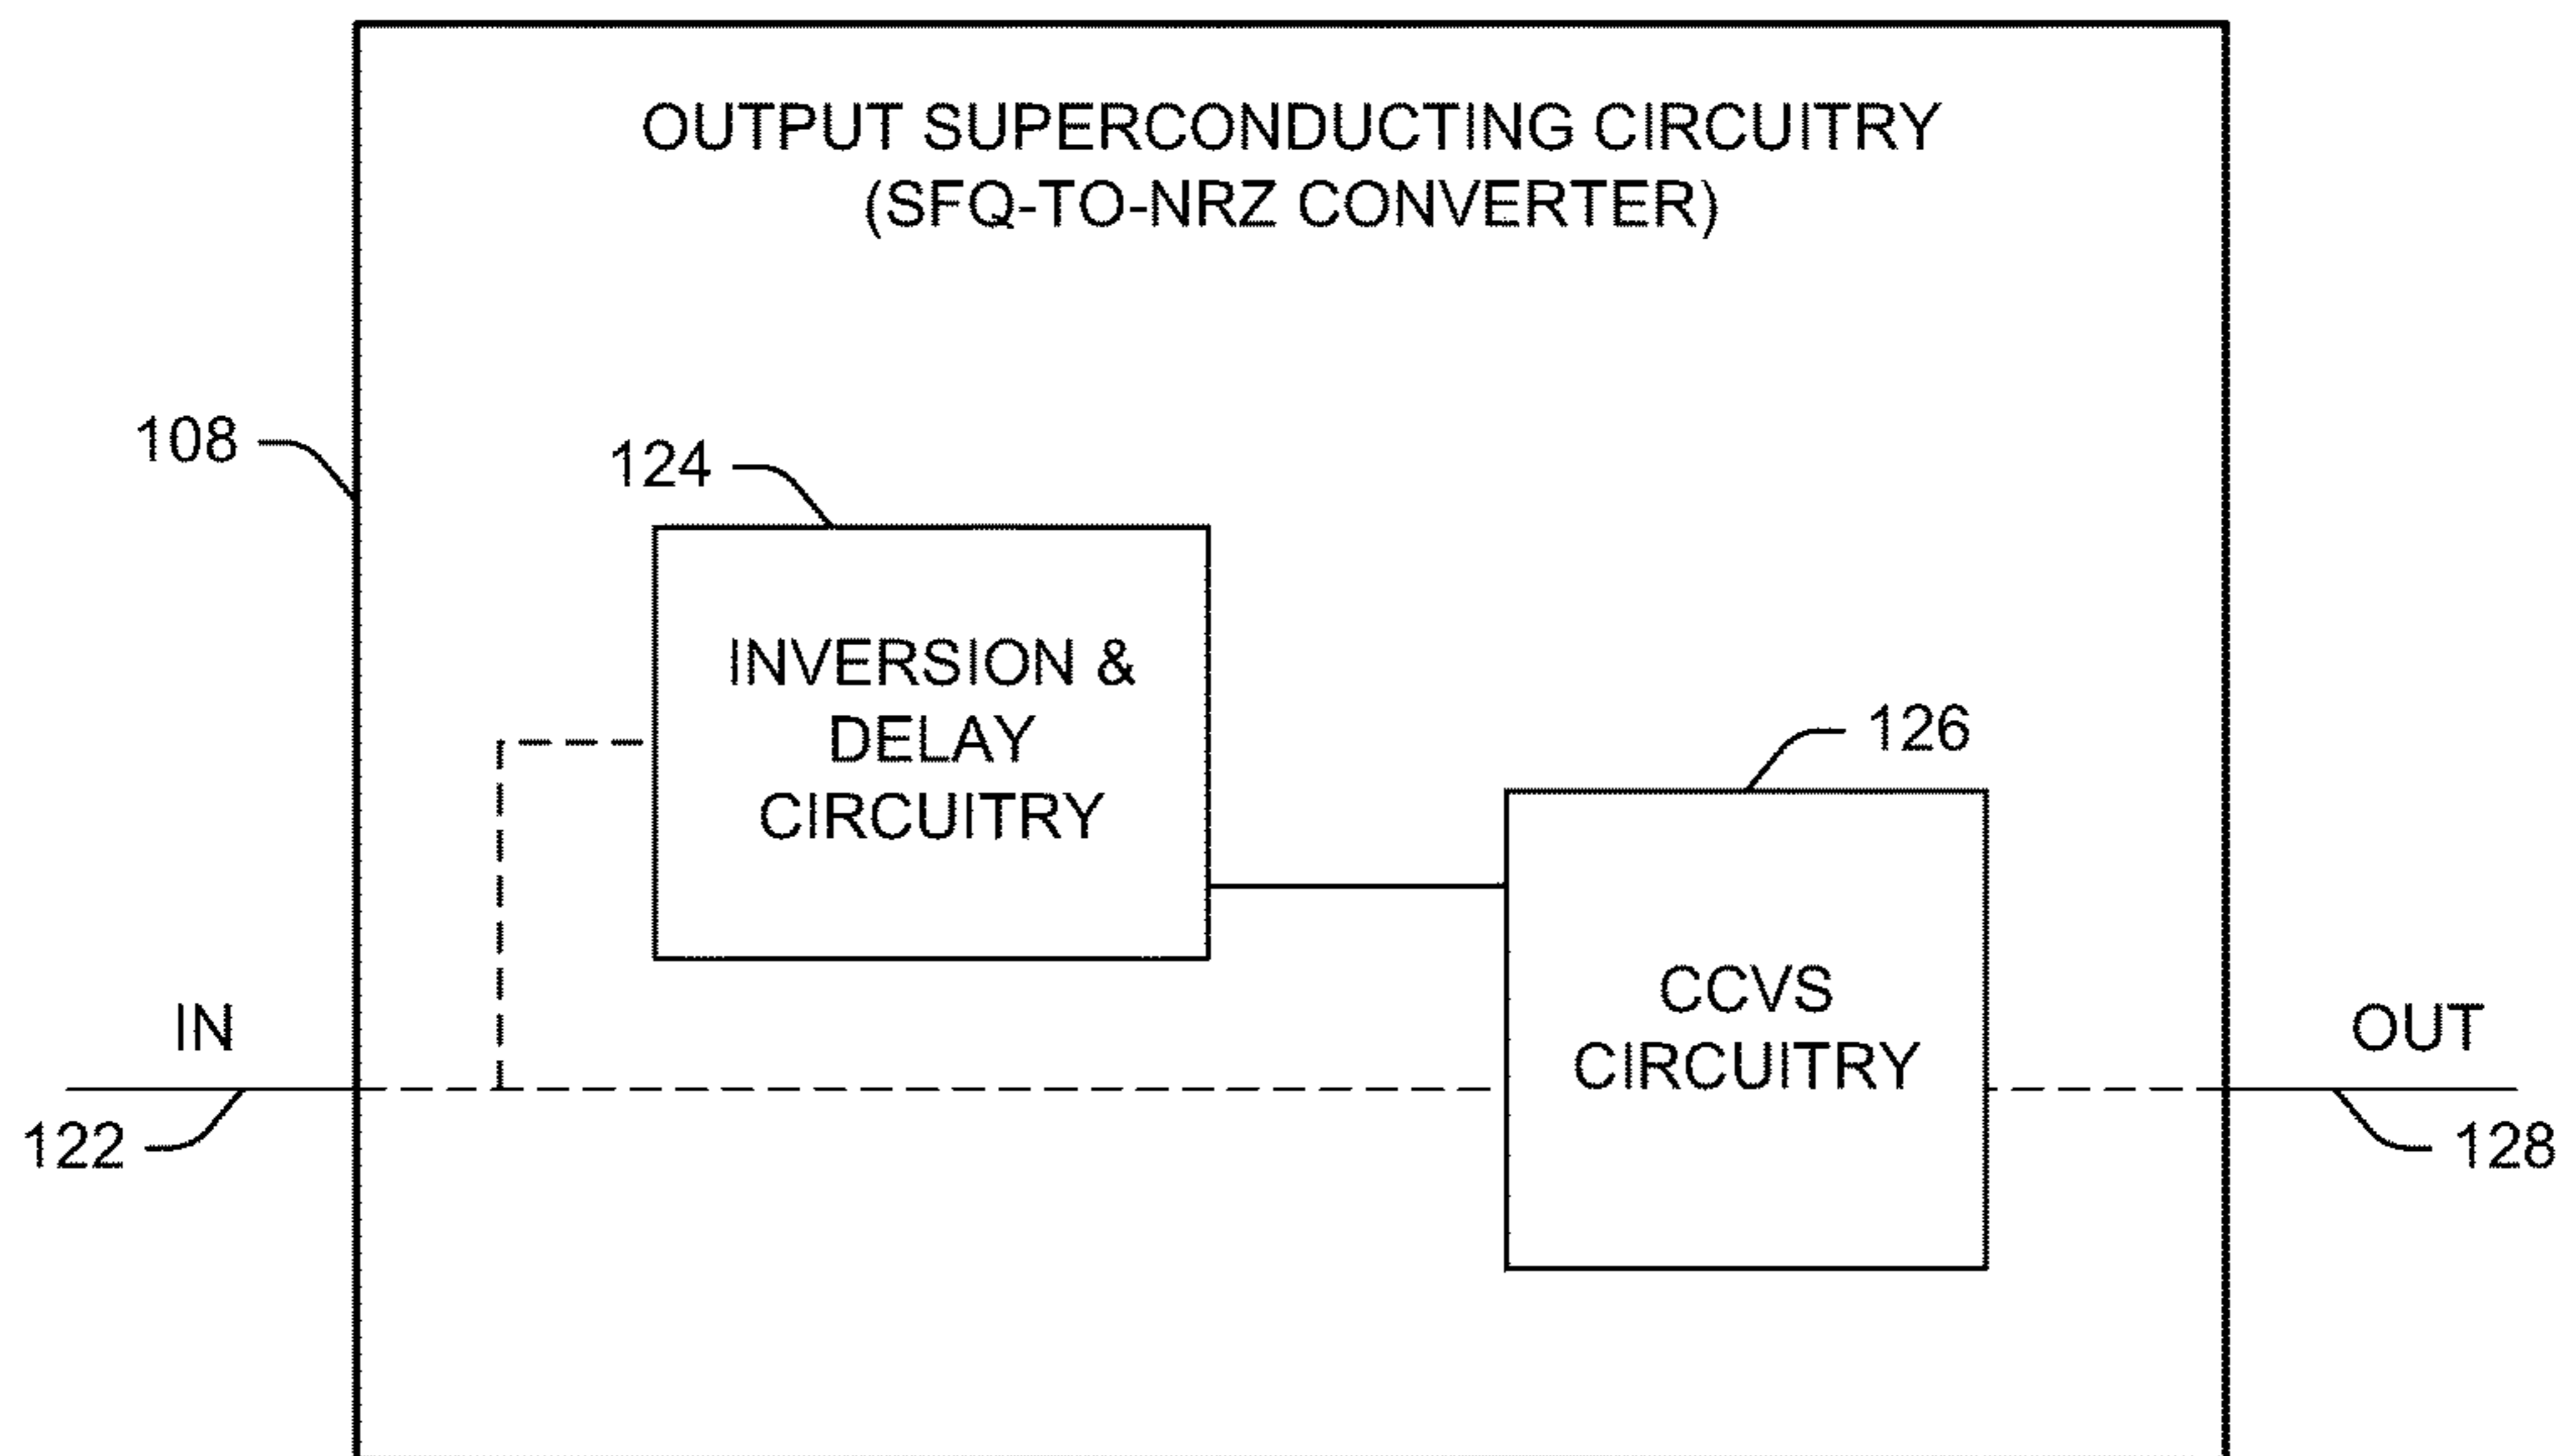 OUTPUT SUPERCONDUCTING CIRCUITRY
(SFQ-TO-NRZ CONVERTER)
108
124
INVERSION &
DELAY
CIRCUITRY
126
CCVS
CIRCUITRY
IN
OUT
122
128